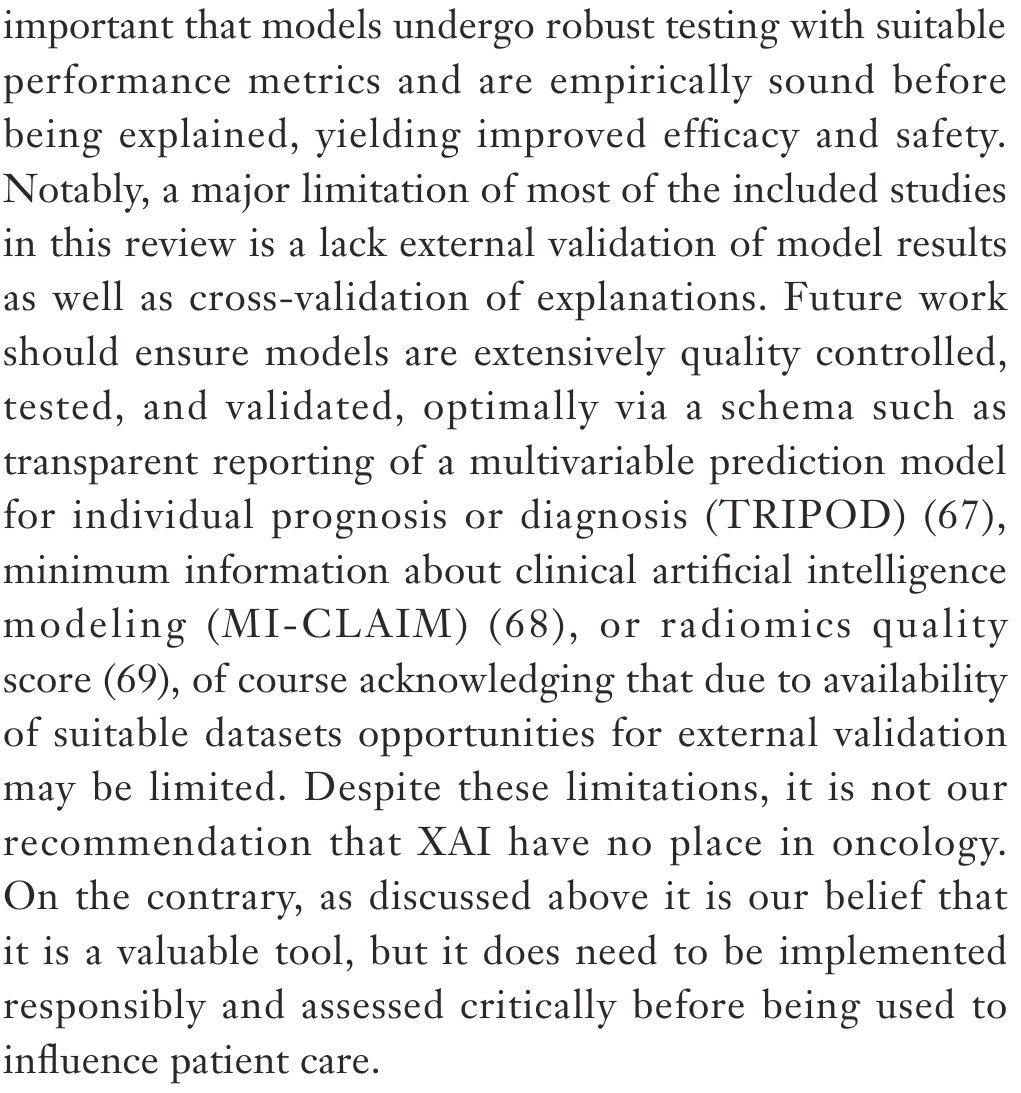 important that models undergo robust testing with suitable
performance metrics and are empirically sound before
being explained, yielding improved efficacy and safety.
Notably, a major limitation of most of the included studies
in this review is a lack external validation of model results
as well as cross-validation of explanations. Future work
should ensure models are extensively quality controlled,
tested, and validated, optimally via a schema such as
transparent reporting of a multivariable prediction model
for individual prognosis or diagnosis (TRIPOD) (67),
minimum information about clinical artificial intelligence
modeling (MI-CLAIM) (68), or radiomics quality
score (69), of course acknowledging that due to availability
of suitable datasets opportunities for external validation
may be limited. Despite these limitations, it is not our
recommendation that XAI have no place in oncology.
On the contrary, as discussed above it is our belief that
it is a valuable tool, but it does need to be implemented
responsibly and assessed critically before being used to
influence patient care.